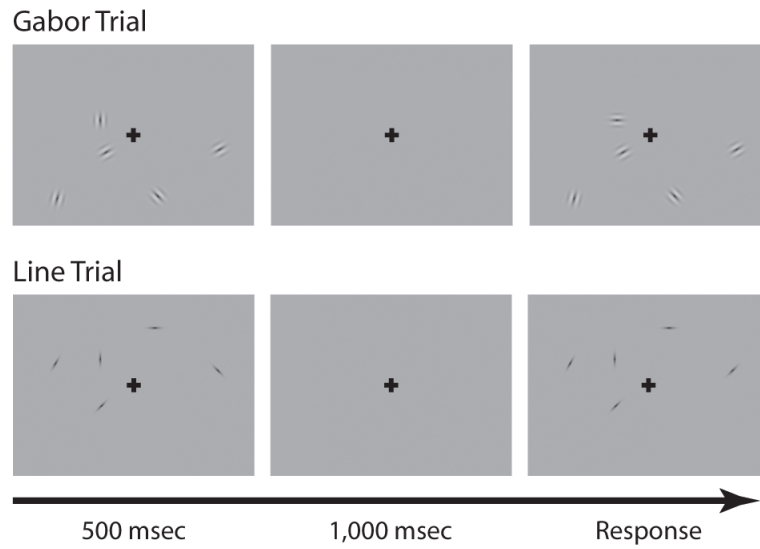 Gabor Trial
Line Trial
500 msec
1,000 msec
Response